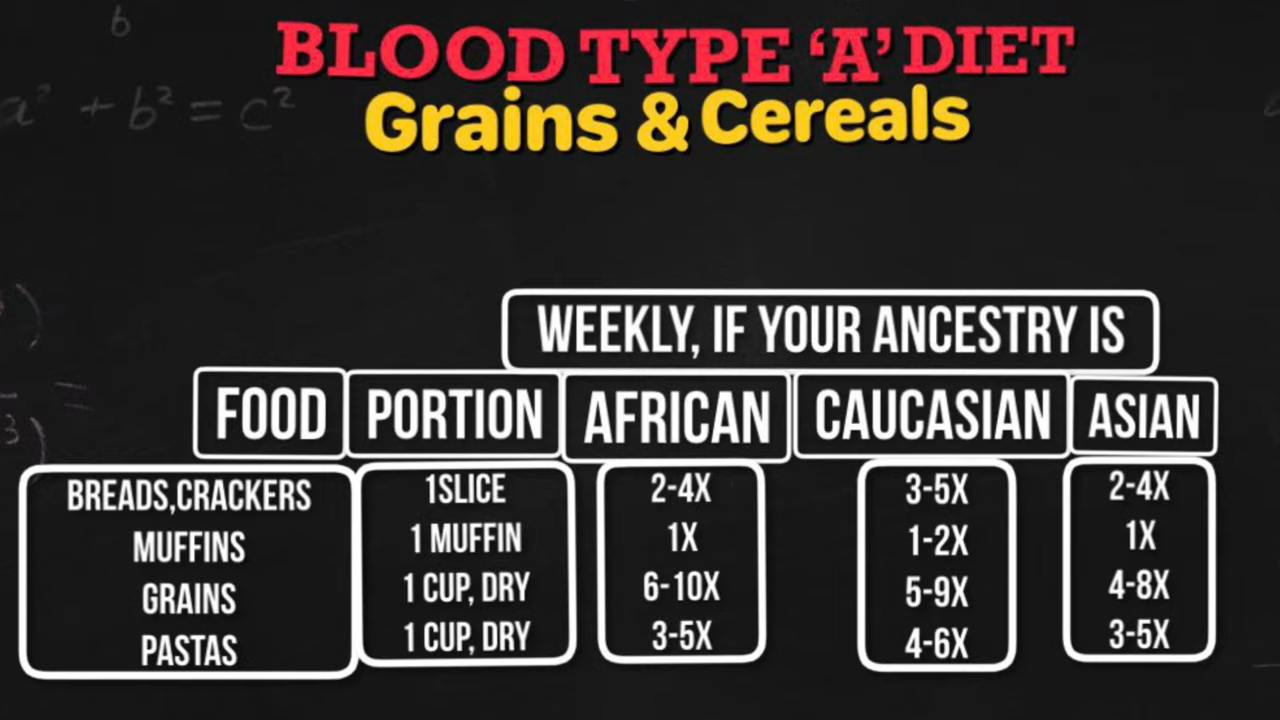 b
a² + b² = c²
BLOOD TYPE ‘A’ DIET
Grains & Cereals
WEEKLY, IF YOUR ANCESTRY IS
FOOD PORTION AFRICAN CAUCASIAN ASIAN
BREADS,CRACKERS 1SLICE 2-4X 3-5X 2-4X
MUFFINS 1 MUFFIN 1X 1-2X 1X
GRAINS 1 CUP, DRY 6-10X 5-9X 4-8X
PASTAS 1 CUP, DRY 3-5X 4-6X 3-5X